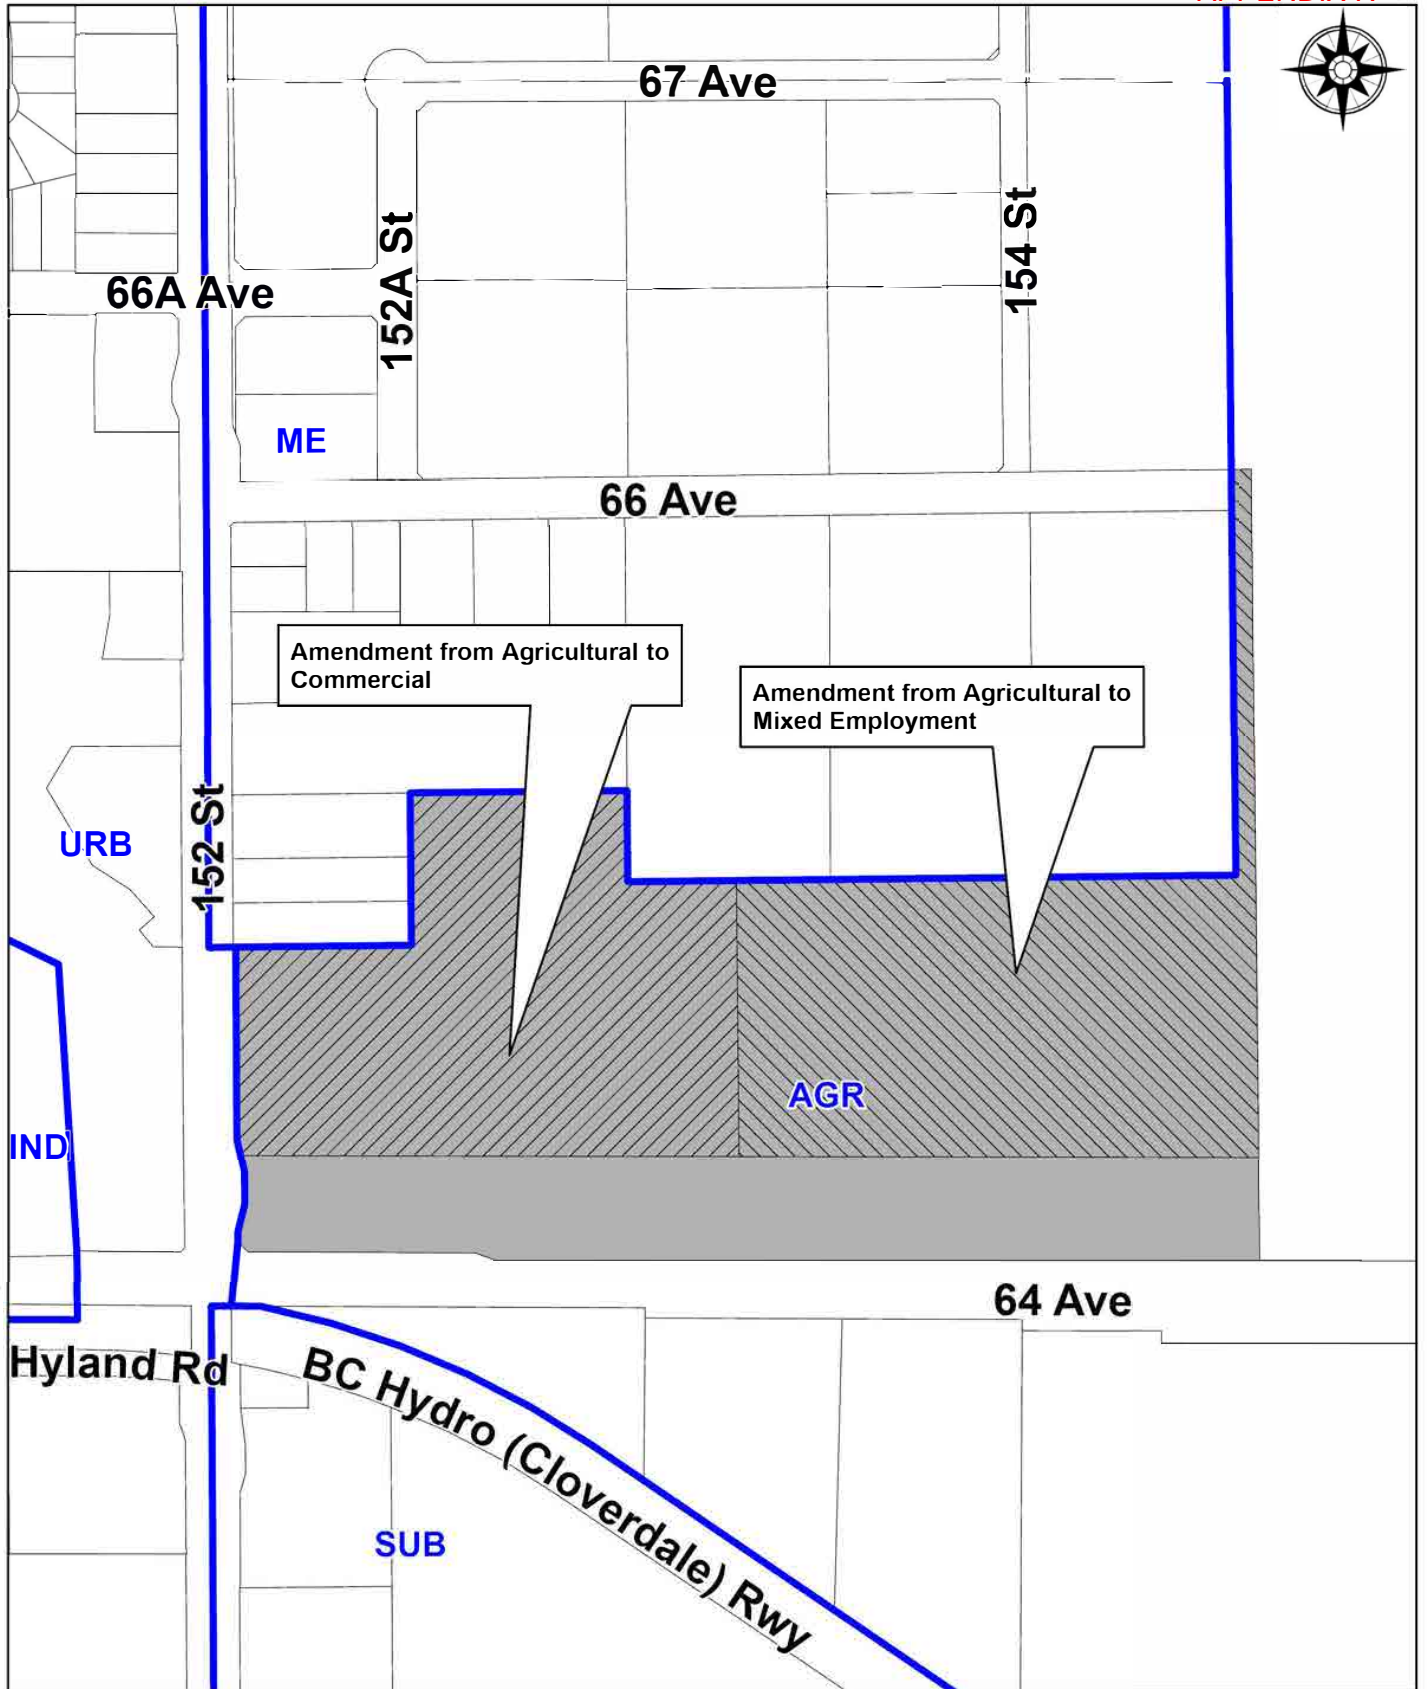 67 Ave
152A St
154 St
66A Ave
ME
66 Ave
Amendment from Agricultural to
Commercial
Amendment from Agricultural to
Mixed Employment
152 St
URB
AGR
IND
64 Ave
Hyland Rd
BC Hydro (Cloverdale) Rwy
SUB